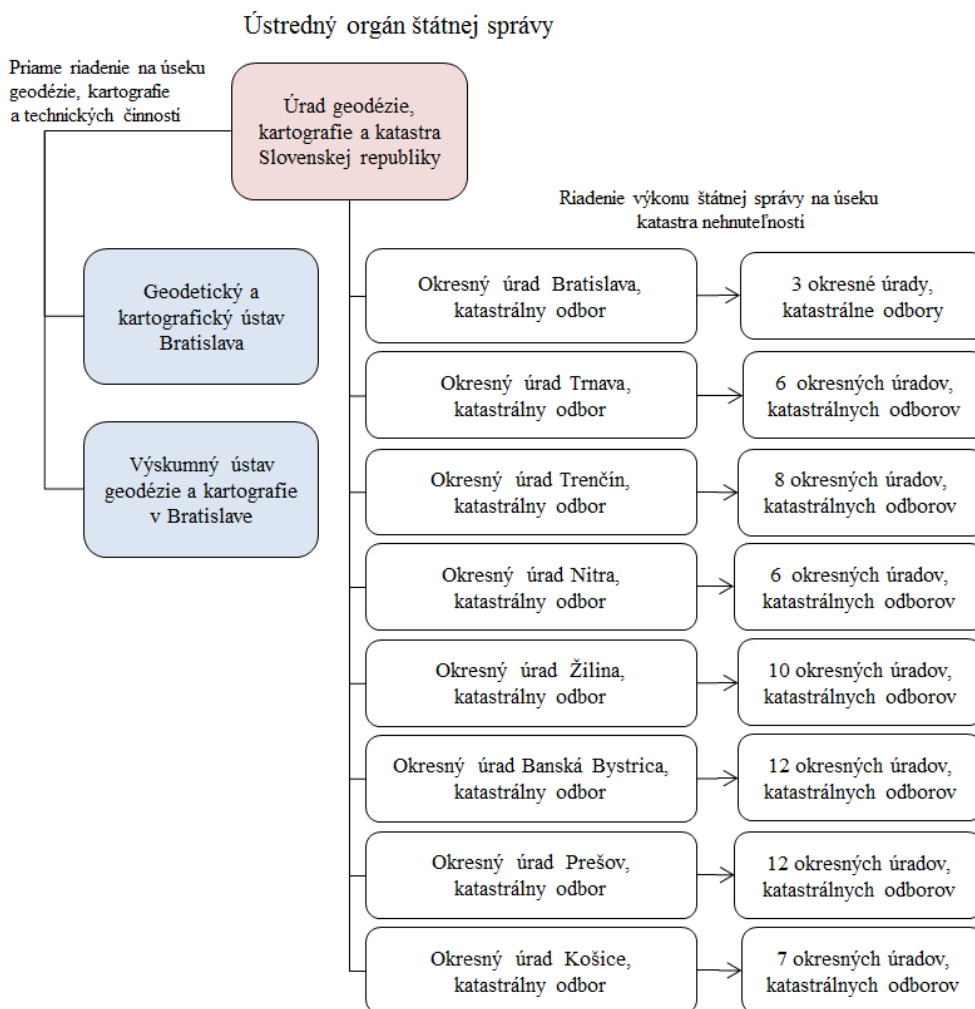 Ústredný orgán štátnej správy
Priame riadenie na úseku
geodézie, kartografie
a technických činností
Úrad geodézie,
kartografie a katastra
Slovenskej republiky
Riadenie výkonu štátnej správy na úseku
katastra nehnuteľností
Geodetický a
kartografický ústav
Bratislava
Výskumný ústav
geodézie a kartografie
v Bratislave
Okresný úrad Bratislava,
katastrálny odbor
3 okresné úrady,
katastrálne odbory
Okresný úrad Trnava,
katastrálny odbor
6 okresných úradov,
katastrálnych odborov
Okresný úrad Trenčín,
katastrálny odbor
8 okresných úradov,
katastrálnych odborov
Okresný úrad Nitra,
katastrálny odbor
6 okresných úradov,
katastrálnych odborov
Okresný úrad Žilina,
katastrálny odbor
10 okresných úradov,
katastrálnych odborov
Okresný úrad Banská Bystrica,
katastrálny odbor
12 okresných úradov,
katastrálnych odborov
Okresný úrad Prešov,
katastrálny odbor
12 okresných úradov,
katastrálnych odborov
Okresný úrad Košice,
katastrálny odbor
7 okresných úradov,
katastrálnych odborov